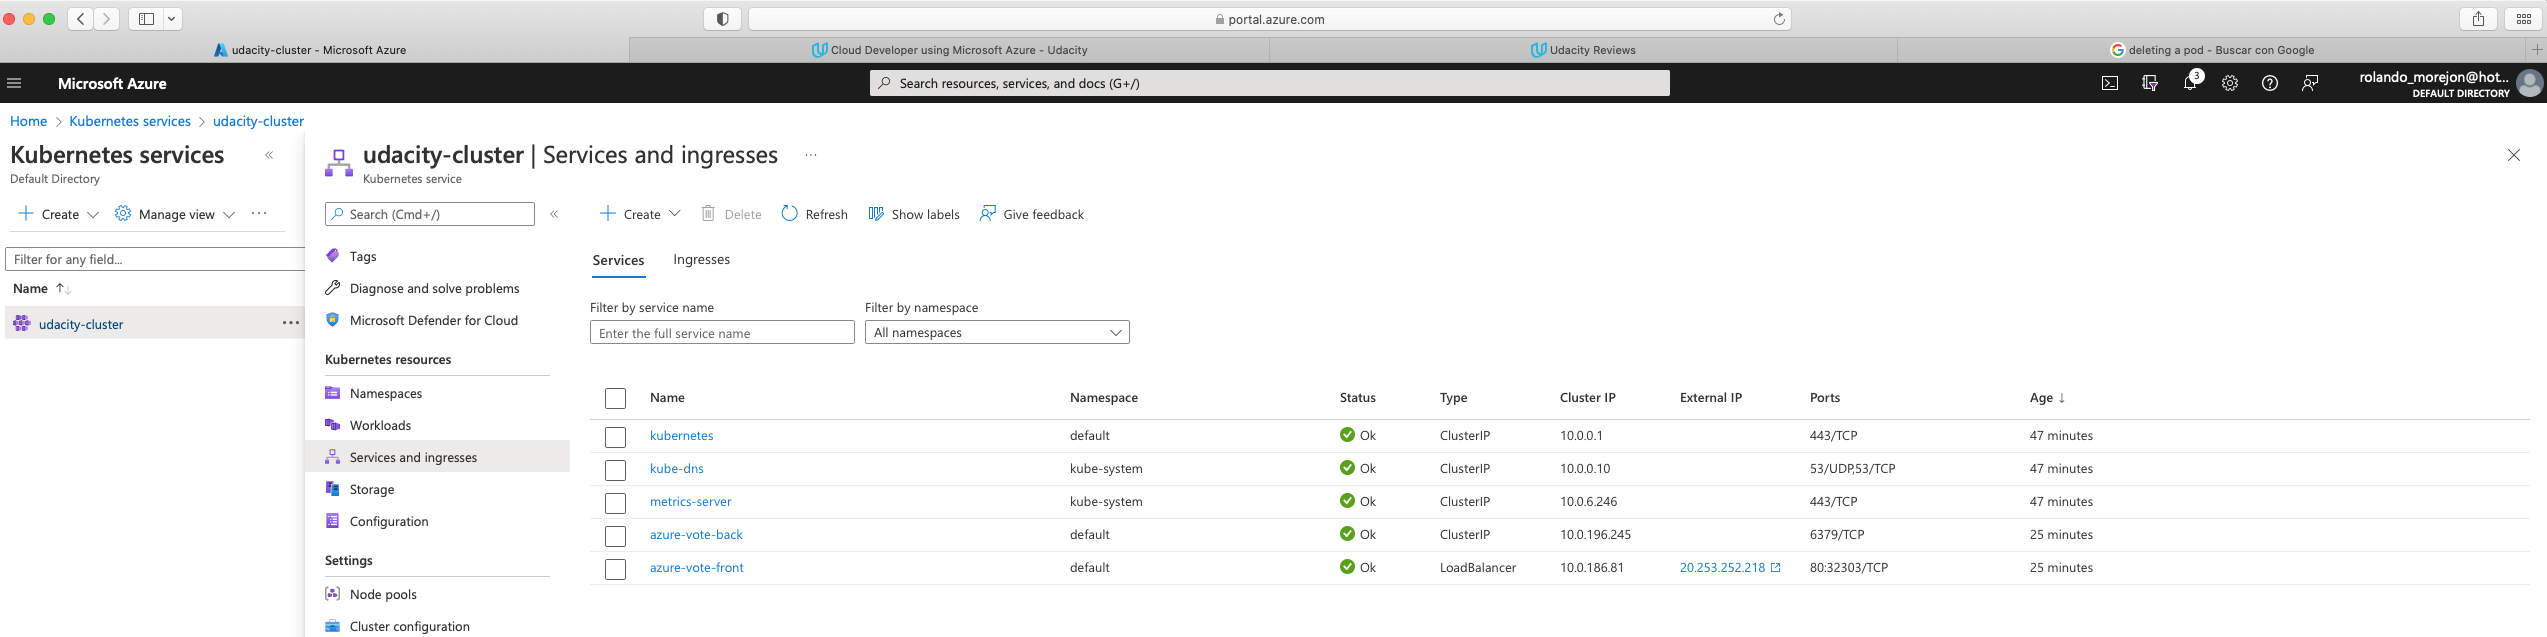 portal.azure.com
udacity-cluster - Microsoft Azure
Cloud Developer using Microsoft Azure - Udacity
Udacity Reviews
deleting a pod - Buscar con Google
Microsoft Azure
Search resources, services, and docs (G+/)
3
rolando_morejon@hot...
DEFAULT DIRECTORY
Home > Kubernetes services > udacity-cluster
Kubernetes services
Default Directory
Create
Manage view
Filter for any field...
Name
udacity-cluster
udacity-cluster | Services and ingresses
Kubernetes service
Search (Cmd+/)
Tags
Diagnose and solve problems
Microsoft Defender for Cloud
Kubernetes resources
Namespaces
Workloads
Services and ingresses
Storage
Configuration
Settings
Node pools
Cluster configuration
Create Delete Refresh Show labels Give feedback
Services Ingresses
Filter by service name Filter by namespace
Enter the full service name All namespaces
Name Namespace Status Type Cluster IP External IP Ports Age
kubernetes default Ok ClusterIP 10.0.0.1 443/TCP 47 minutes
kube-dns kube-system Ok ClusterIP 10.0.0.10 53/UDP,53/TCP 47 minutes
metrics-server kube-system Ok ClusterIP 10.0.6.246 443/TCP 47 minutes
azure-vote-back default Ok ClusterIP 10.0.196.245 6379/TCP 25 minutes
azure-vote-front default Ok LoadBalancer 10.0.186.81 20.253.252.218 80:32303/TCP 25 minutes